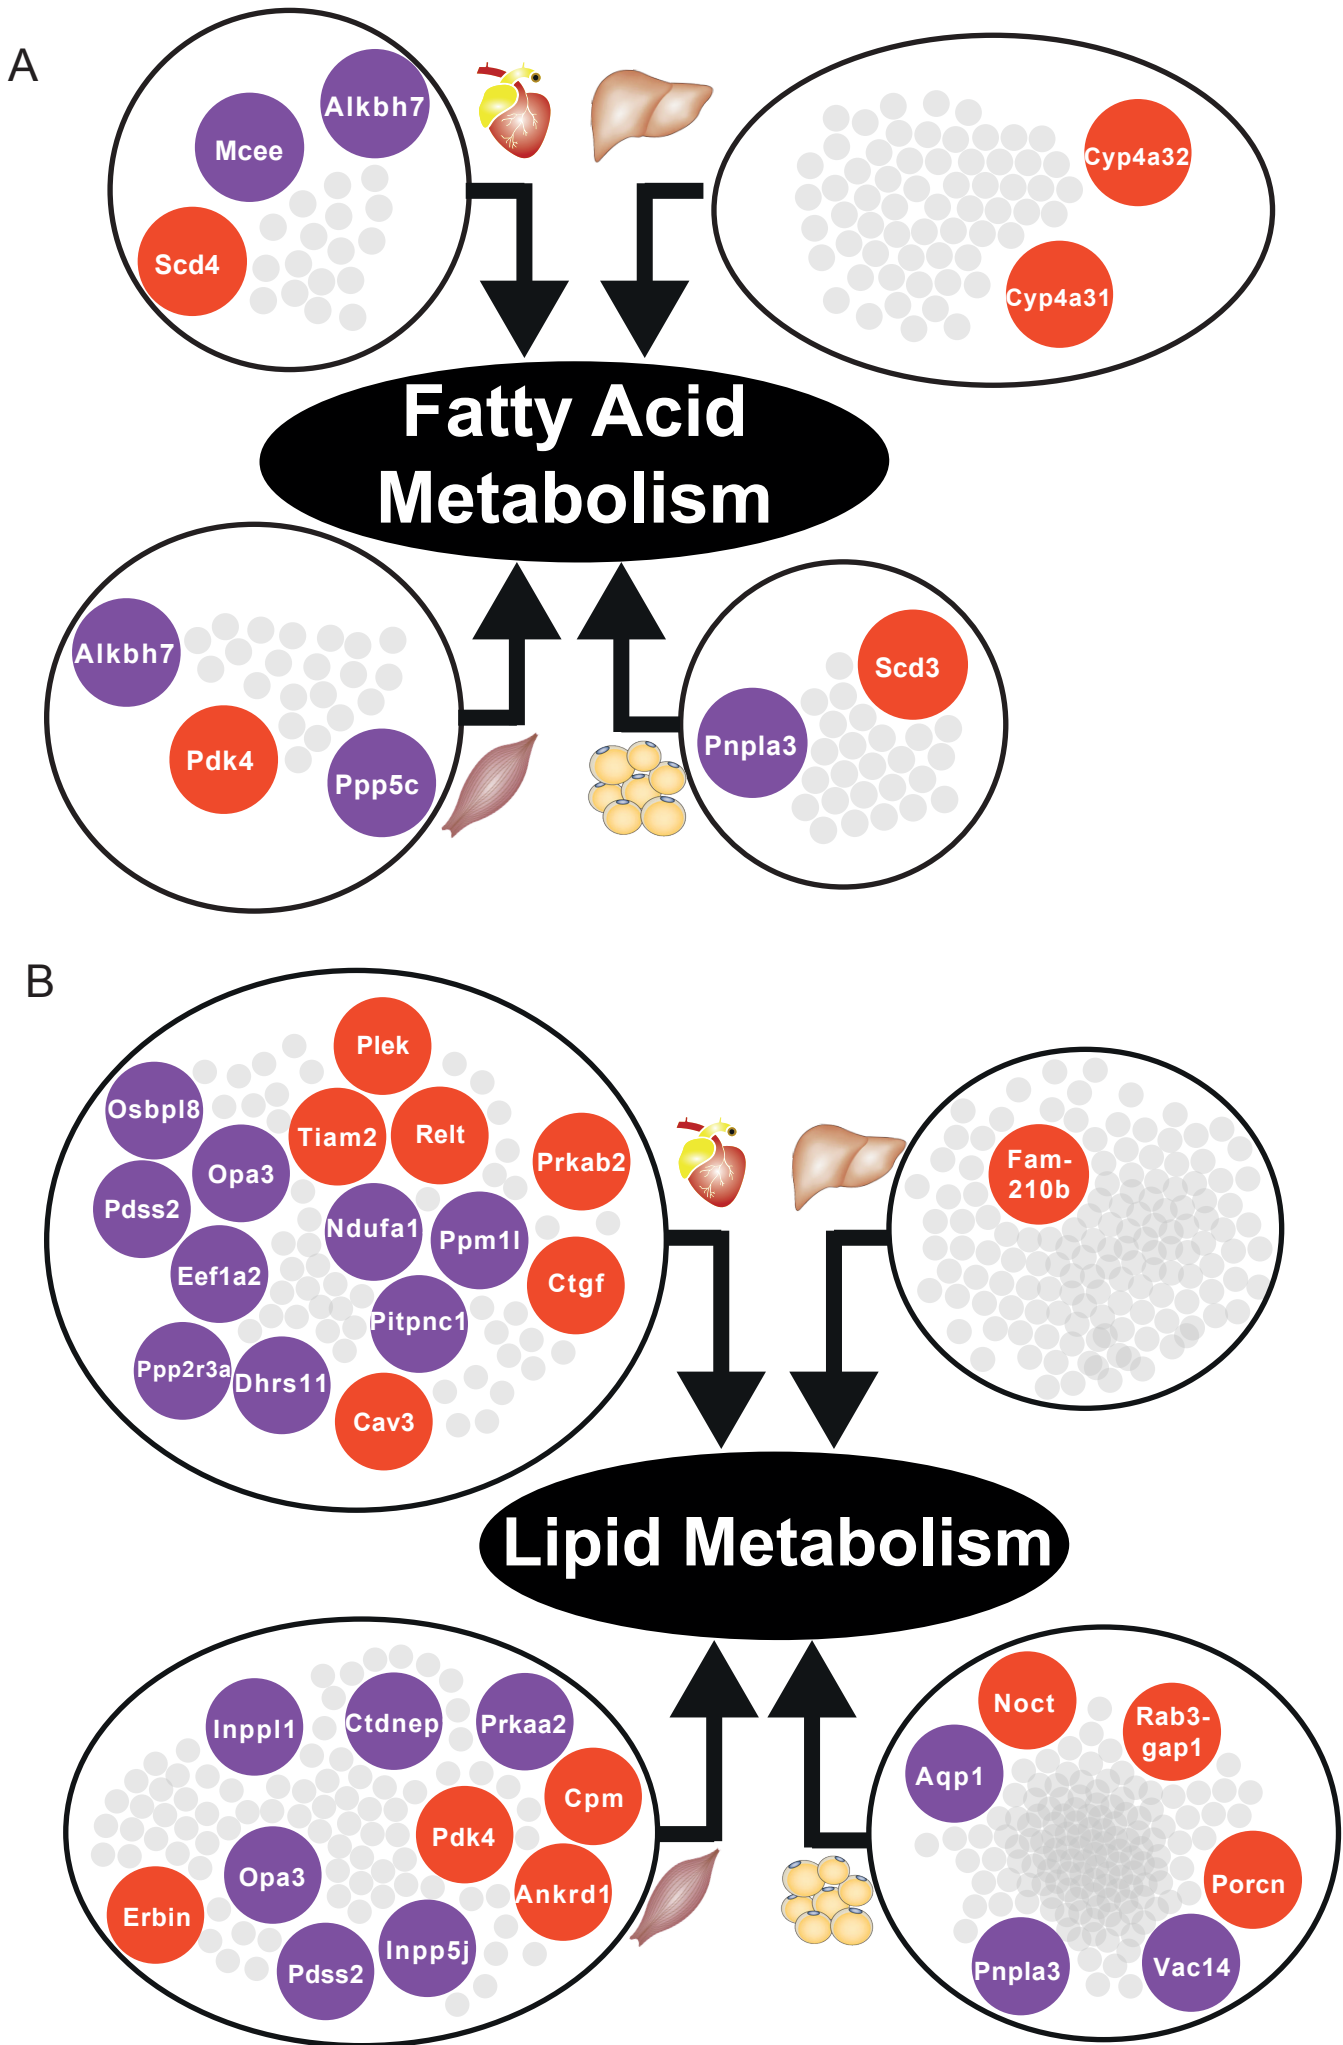 A
Alkbh7
Mcee
Scd4
Cyp4a32
Cyp4a31
Fatty Acid
Metabolism
Alkbh7
Pdk4
Ppp5c
Scd3
Pnpla3
B
Plek
Osbpl8
Tiam2
Relt
Prkab2
Opa3
Pdss2
Ndufa1
Ppm1l
Eef1a2
Ctgf
Pitpnc1
Ppp2r3a
Dhrs11
Cav3
Fam-
210b
Lipid Metabolism
Inppl1
Ctdnep
Prkaa2
Cpm
Pdk4
Opa3
Ankrd1
Erbin
Inpp5j
Pdss2
Noct
Rab3-
gap1
Aqp1
Porcn
Pnpla3
Vac14